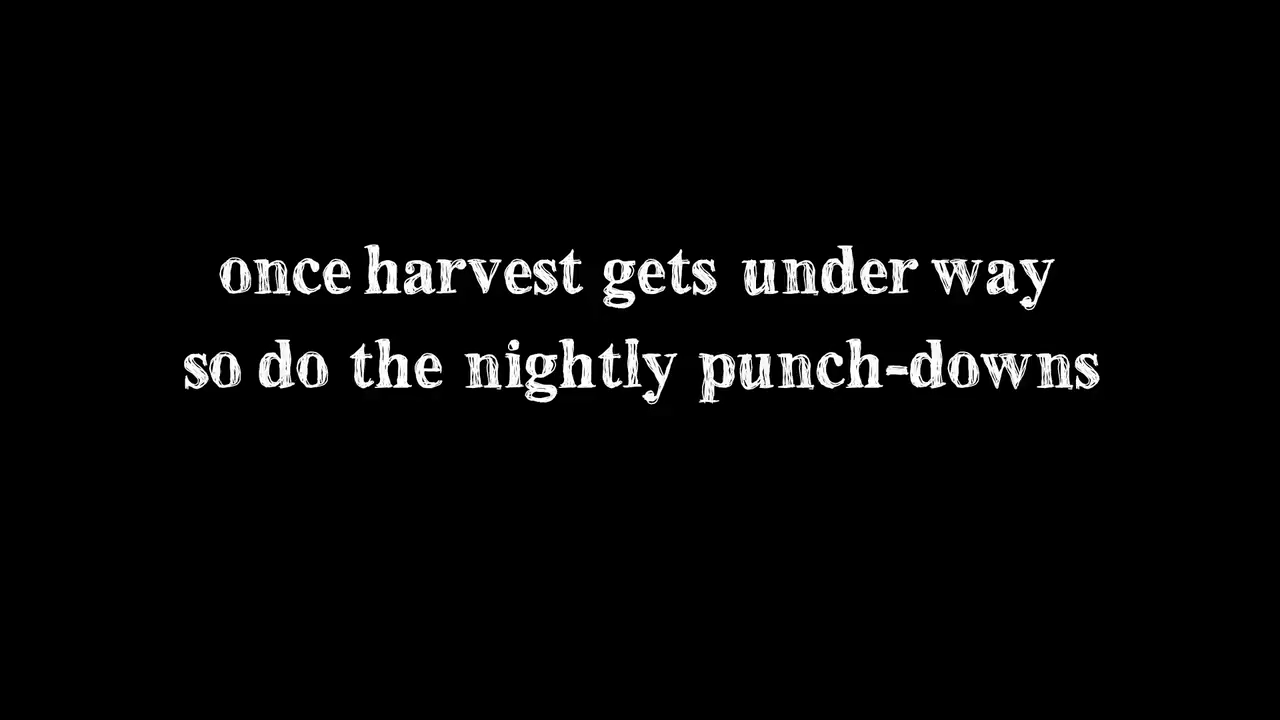 once harvest gets under way
so do the nightly punch-downs